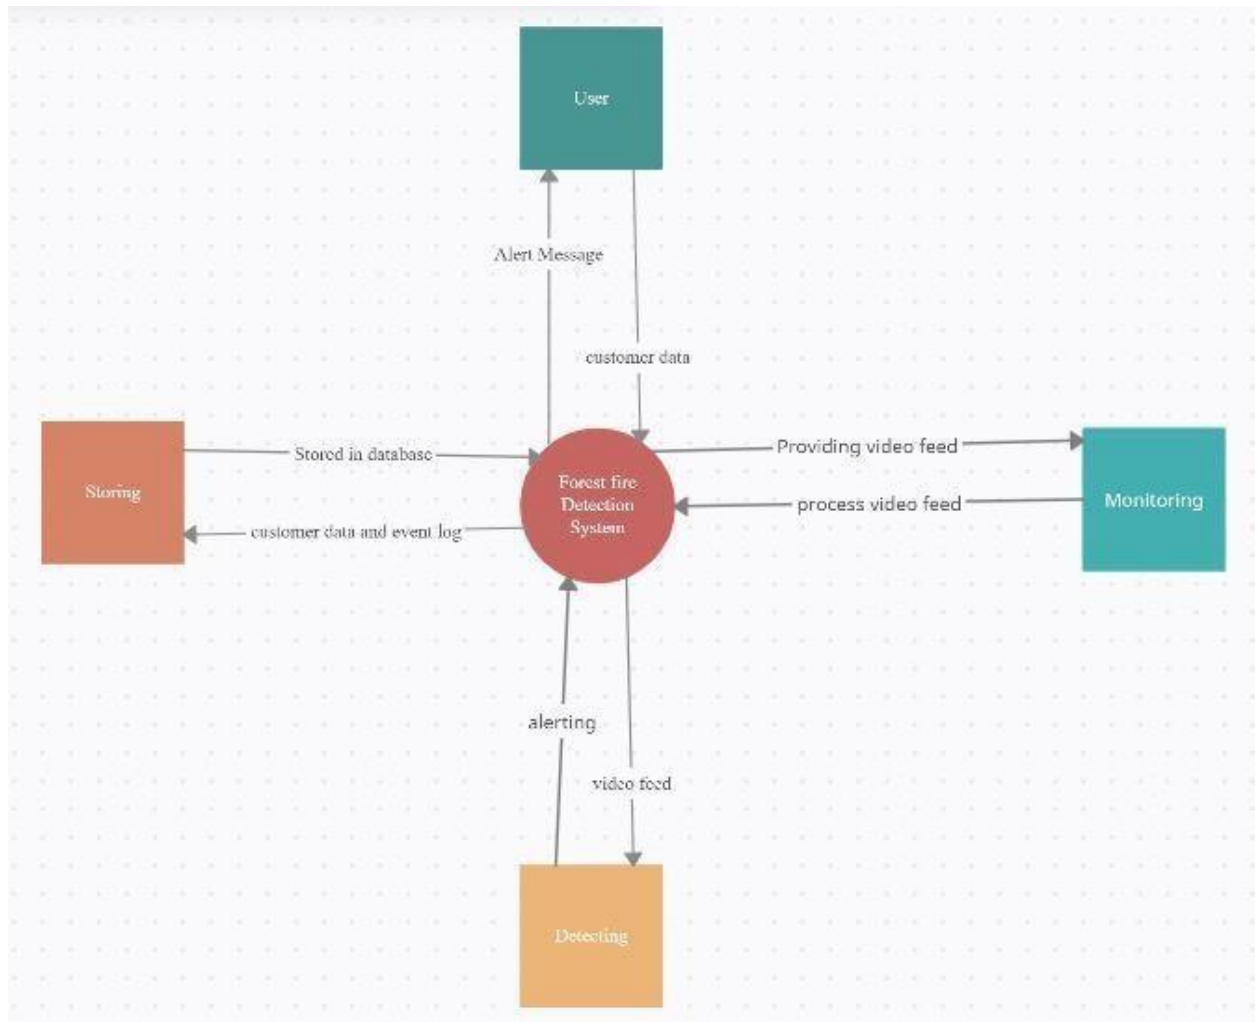 User
Alert Message
customer data
Stored in database
Providing video feed
Storing
Forest fire
Detection
System
Monitoring
process video feed
customer data and event log
alerting
video feed
Detecting